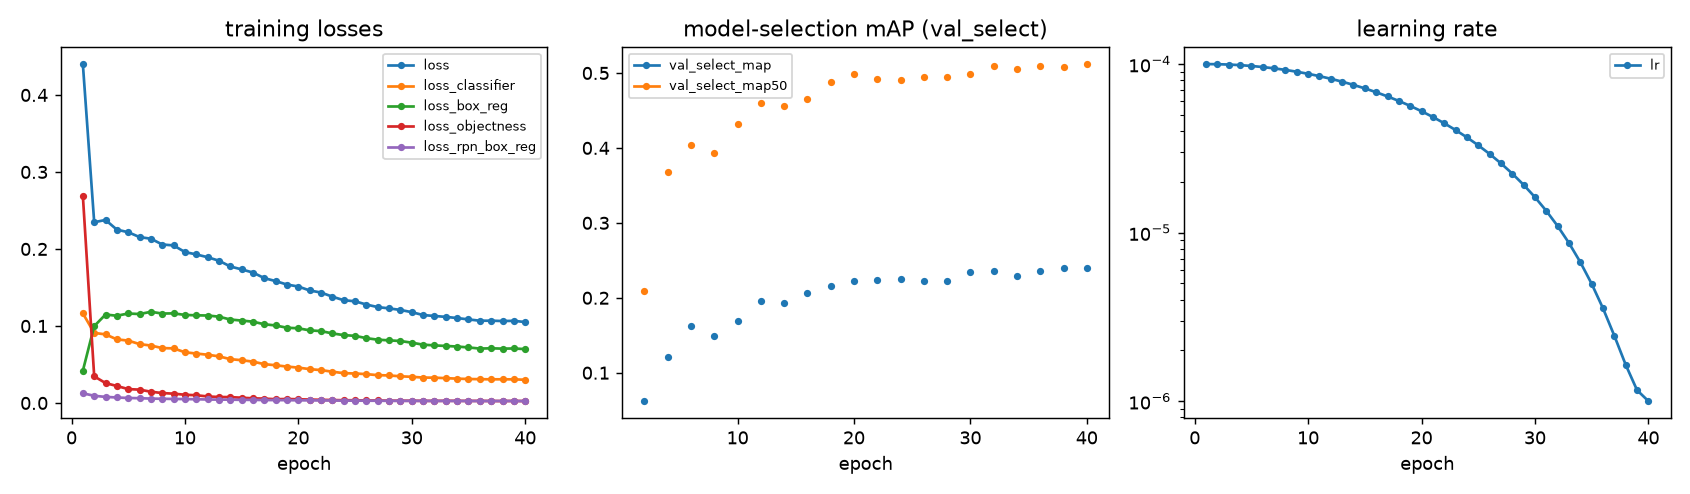 training losses
loss
loss_classifier
loss_box_reg
loss_objectness
loss_rpn_box_reg
0.4
0.3
0.2
0.1
0.0
0 10 20 30 40
epoch
model-selection mAP (val_select)
val_select_map
val_select_map50
0.5
0.4
0.3
0.2
0.1
10 20 30 40
epoch
learning rate
lr
10⁻⁴
10⁻⁵
10⁻⁶
0 10 20 30 40
epoch